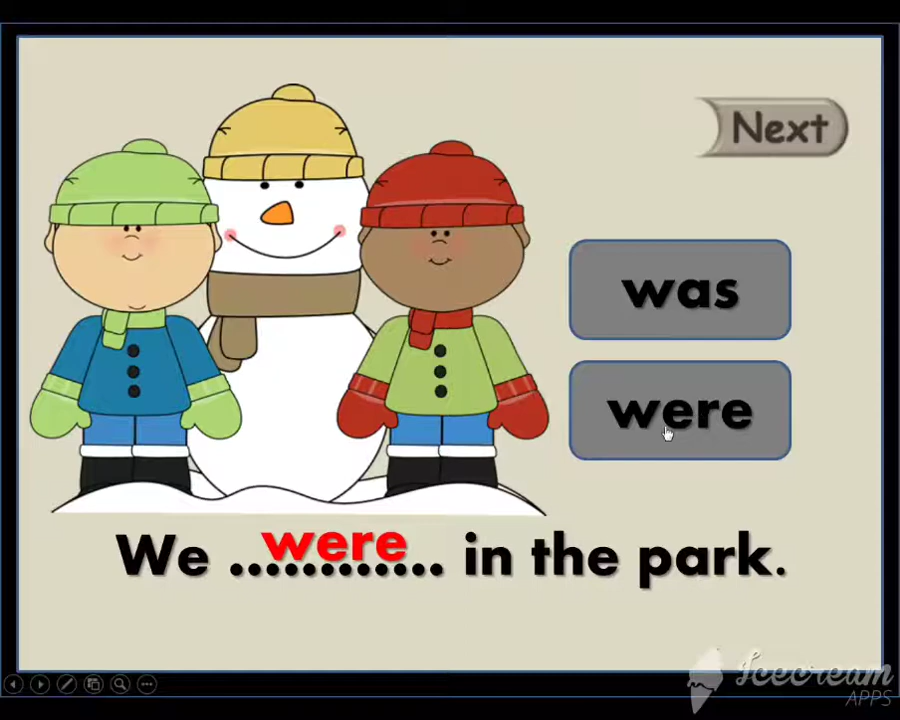 Next
was
were
We ............ in the park.
were
Icecream
APPS